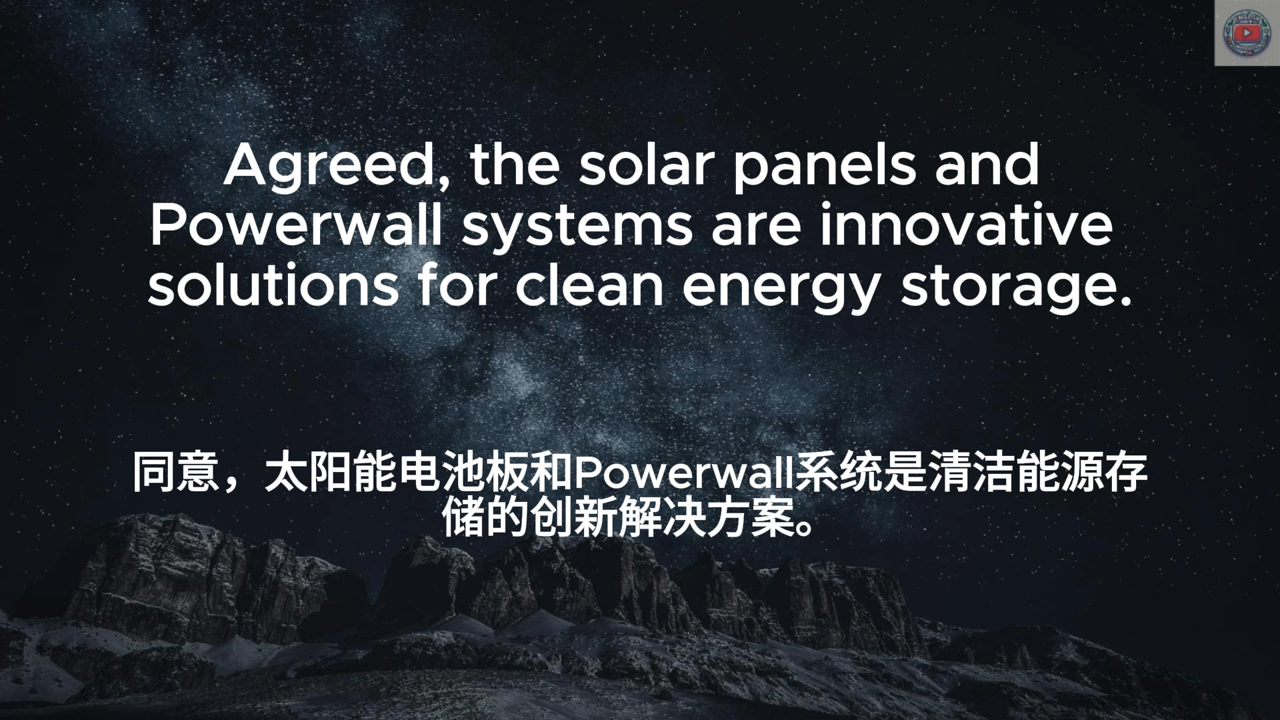 Agreed, the solar panels and
Powerwall systems are innovative
solutions for clean energy storage.
同意，太阳能电池板和Powerwall系统是清洁能源存
储的创新解决方案。